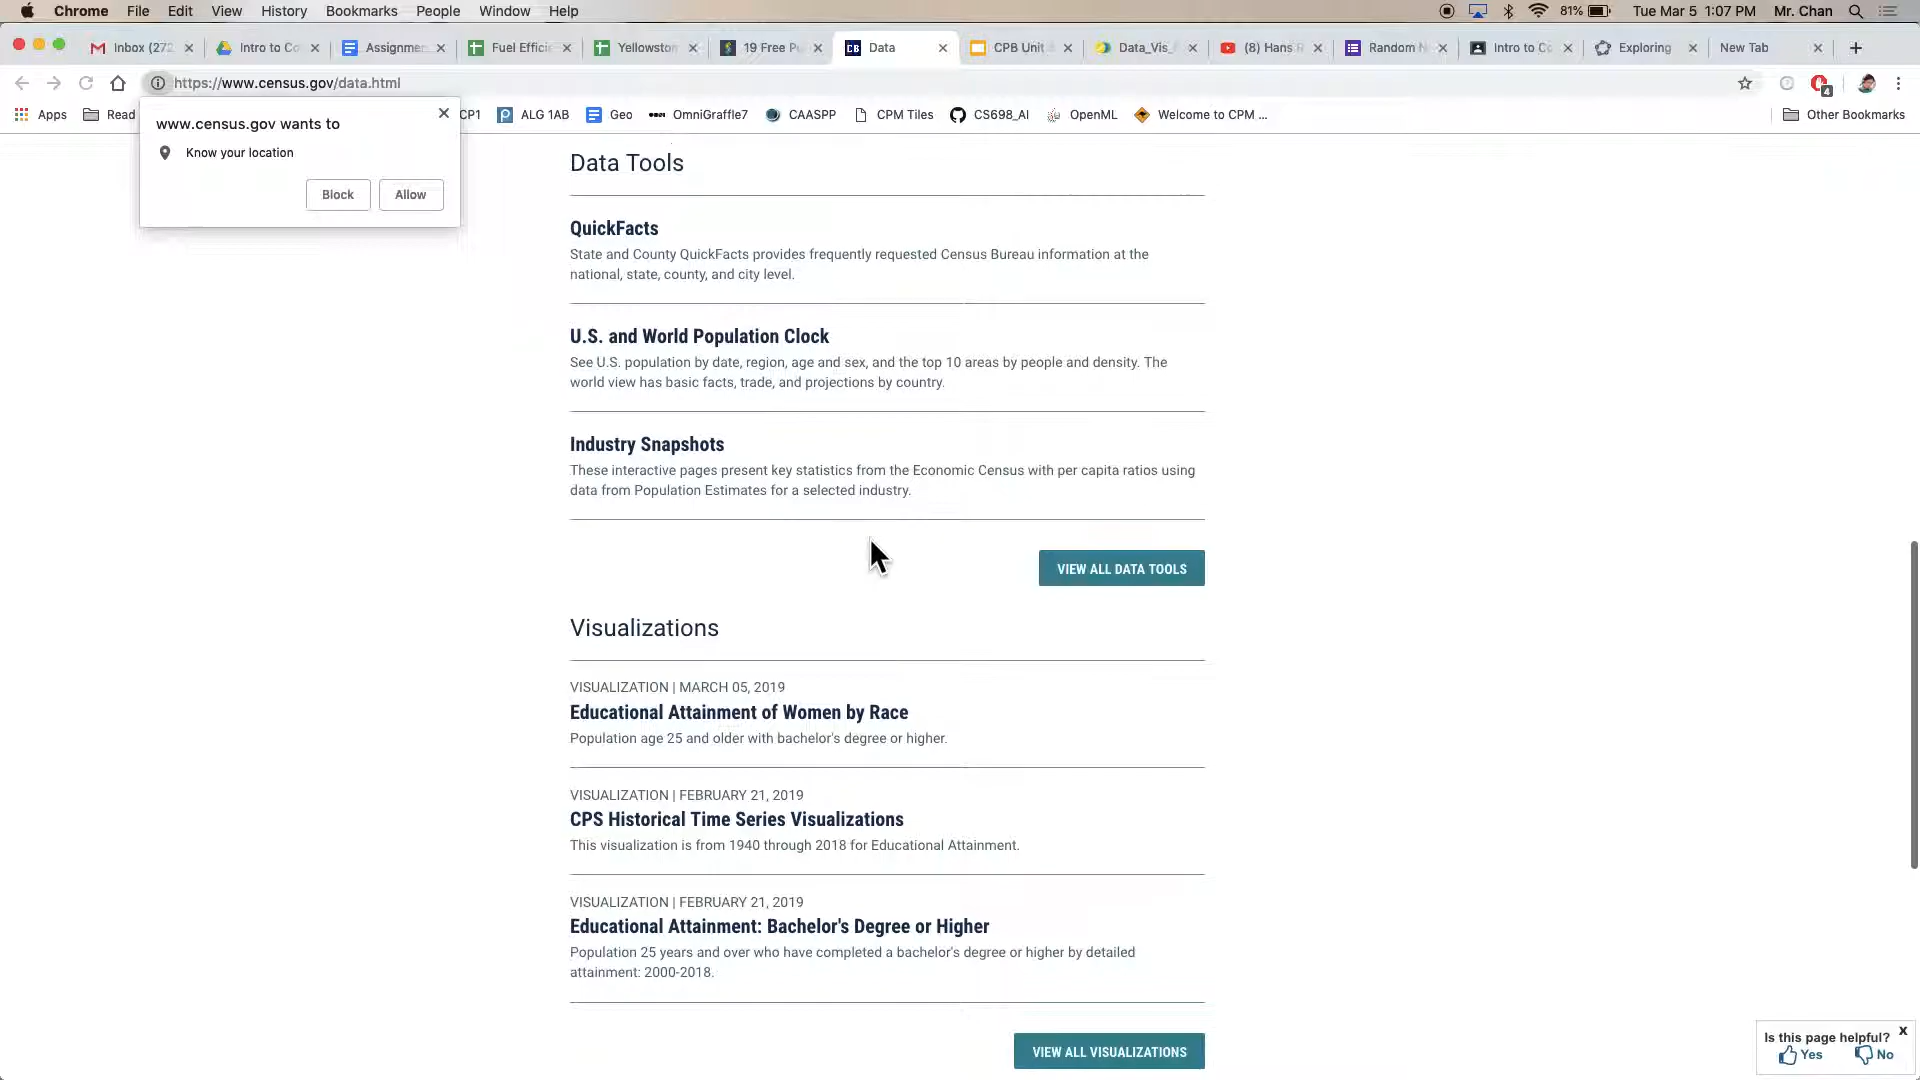 Chrome File Edit View History Bookmarks People Window Help 81% Tue Mar 5 1:07 PM Mr. Chan
Inbox (272 Intro to Co Assignmen Fuel Efficie Yellowston 19 Free Pu Data CPB Unit Data_Vis_ (8) Hans R Random N Intro to Co Exploring New Tab
https://www.census.gov/data.html
Apps Read CP1 ALG 1AB Geo OmniGraffle7 CAASPP CPM Tiles CS698_AI OpenML Welcome to CPM ... Other Bookmarks
www.census.gov wants to
Know your location
Block Allow
Data Tools
QuickFacts
State and County QuickFacts provides frequently requested Census Bureau information at the
national, state, county, and city level.
U.S. and World Population Clock
See U.S. population by date, region, age and sex, and the top 10 areas by people and density. The
world view has basic facts, trade, and projections by country.
Industry Snapshots
These interactive pages present key statistics from the Economic Census with per capita ratios using
data from Population Estimates for a selected industry.
VIEW ALL DATA TOOLS
Visualizations
VISUALIZATION | MARCH 05, 2019
Educational Attainment of Women by Race
Population age 25 and older with bachelor's degree or higher.
VISUALIZATION | FEBRUARY 21, 2019
CPS Historical Time Series Visualizations
This visualization is from 1940 through 2018 for Educational Attainment.
VISUALIZATION | FEBRUARY 21, 2019
Educational Attainment: Bachelor's Degree or Higher
Population 25 years and over who have completed a bachelor's degree or higher by detailed
attainment: 2000-2018.
VIEW ALL VISUALIZATIONS
Is this page helpful? x
Yes No